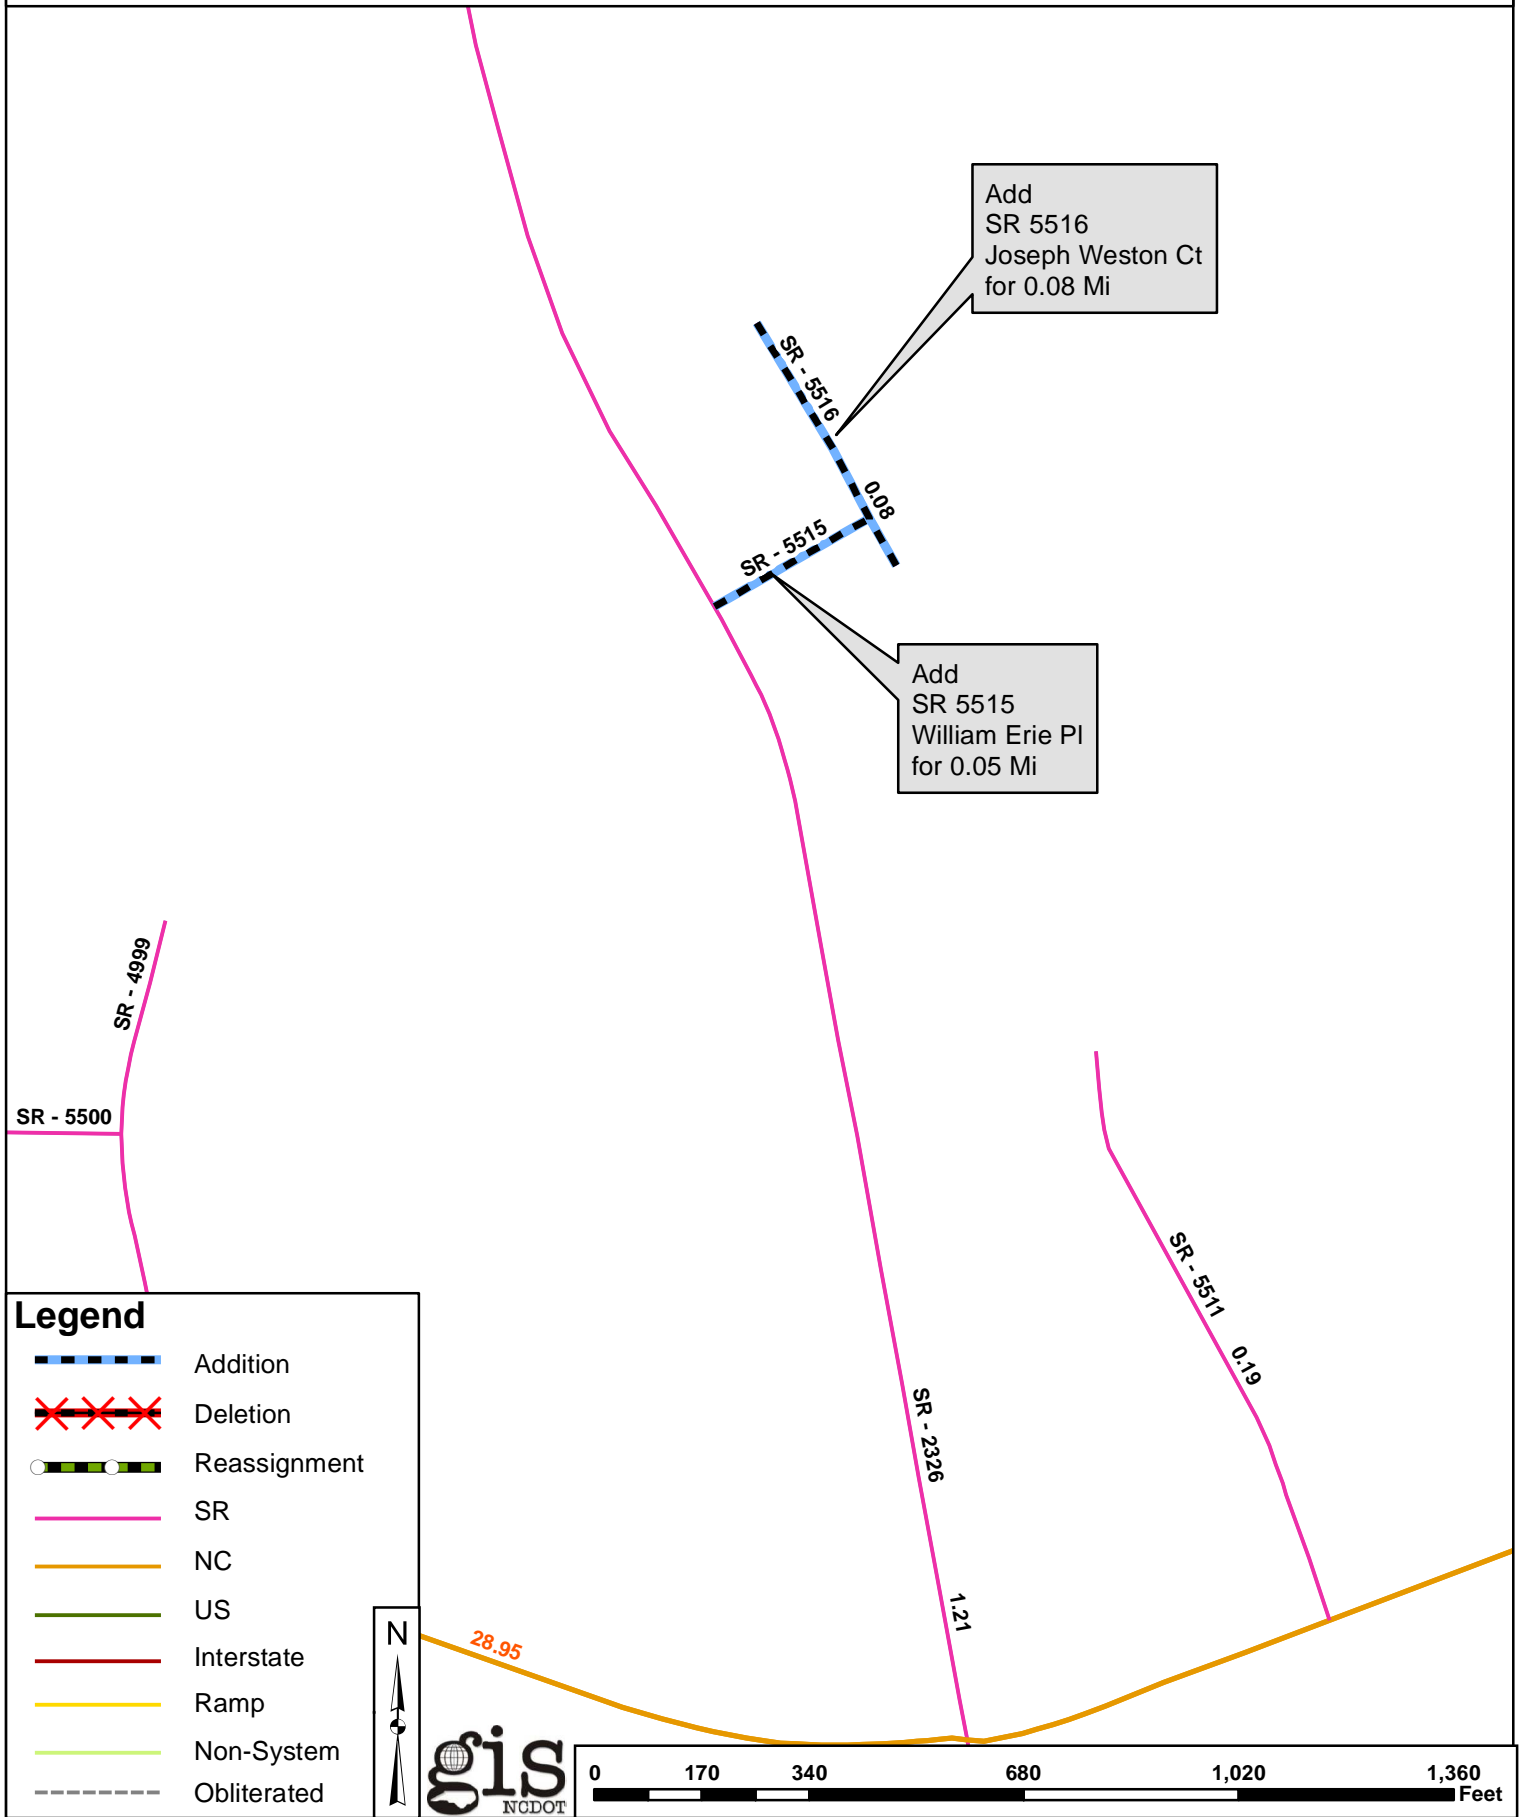 Add
SR 5516
Joseph Weston Ct
for 0.08 Mi
SR - 5516
0.08
SR - 5515
Add
SR 5515
William Erie Pl
for 0.05 Mi
SR - 4999
SR - 5500
SR - 5511
0.19
SR - 2326
1.21
28.95
Legend
Addition
Deletion
Reassignment
SR
NC
US
Interstate
Ramp
Non-System
Obliterated
N
gis
NCDOT
0 170 340 680 1,020 1,360
Feet